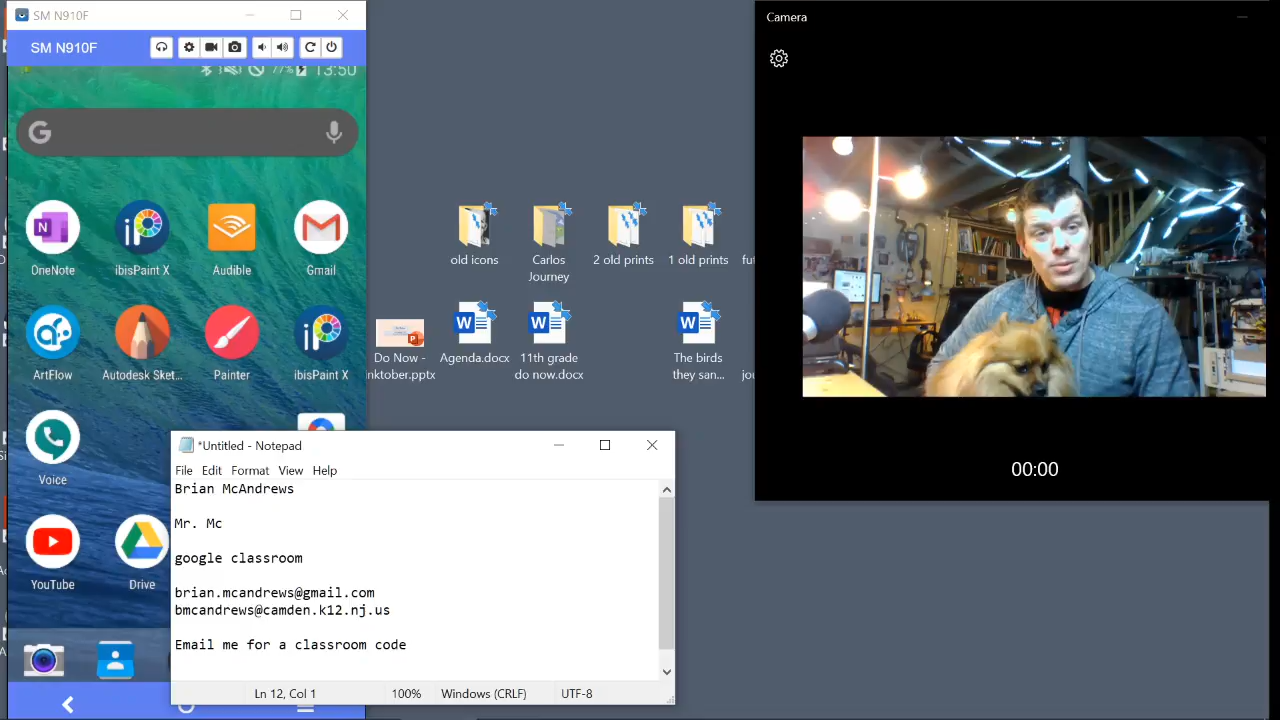 SM N910F
SM N910F
77%
13:50
OneNote
ibisPaint X
Audible
Gmail
ArtFlow
Autodesk Sket...
Painter
ibisPaint X
Voice
YouTube
Drive
old icons
Carlos
Journey
2 old prints
1 old prints
Do Now -
nktober.pptx
Agenda.docx
11th grade
do now.docx
The birds
they san...
*Untitled - Notepad
File Edit Format View Help
Brian McAndrews
Mr. Mc
google classroom
brian.mcandrews@gmail.com
bmcandrews@camden.k12.nj.us
Email me for a classroom code
Ln 12, Col 1
100%
Windows (CRLF)
UTF-8
Camera
00:00